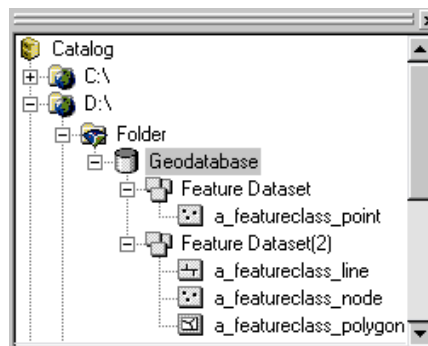 Catalog
C:\
D:\
Folder
Geodatabase
Feature Dataset
a_featureclass_point
Feature Dataset(2)
a_featureclass_line
a_featureclass_node
a_featureclass_polygon